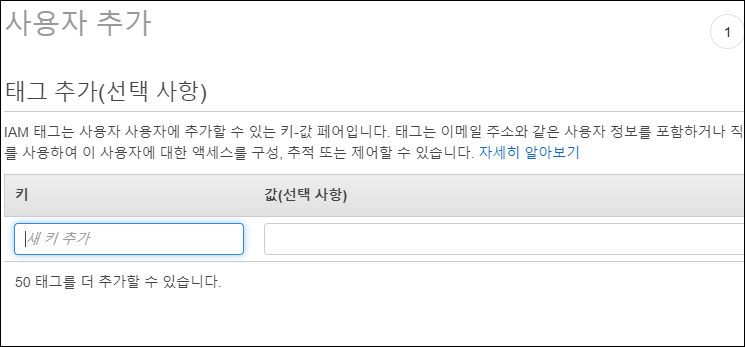 사용자 추가
1
태그 추가(선택 사항)
IAM 태그는 사용자 사용자에 추가할 수 있는 키-값 페어입니다. 태그는 이메일 주소와 같은 사용자 정보를 포함하거나 직
를 사용하여 이 사용자에 대한 액세스를 구성, 추적 또는 제어할 수 있습니다. 자세히 알아보기
키 값(선택 사항)
새 키 추가
50 태그를 더 추가할 수 있습니다.